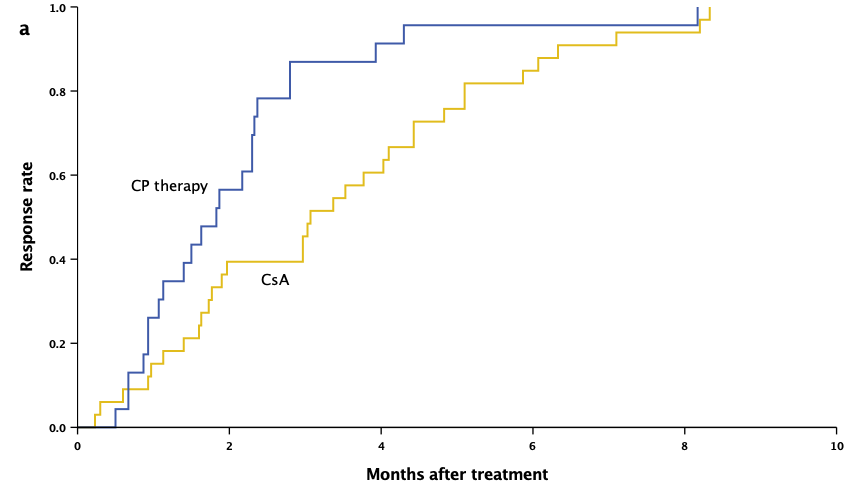 a
1.0
0.8
0.6
0.4
0.2
0.0
Response rate
CP therapy
CsA
0 2 4 6 8 10
Months after treatment